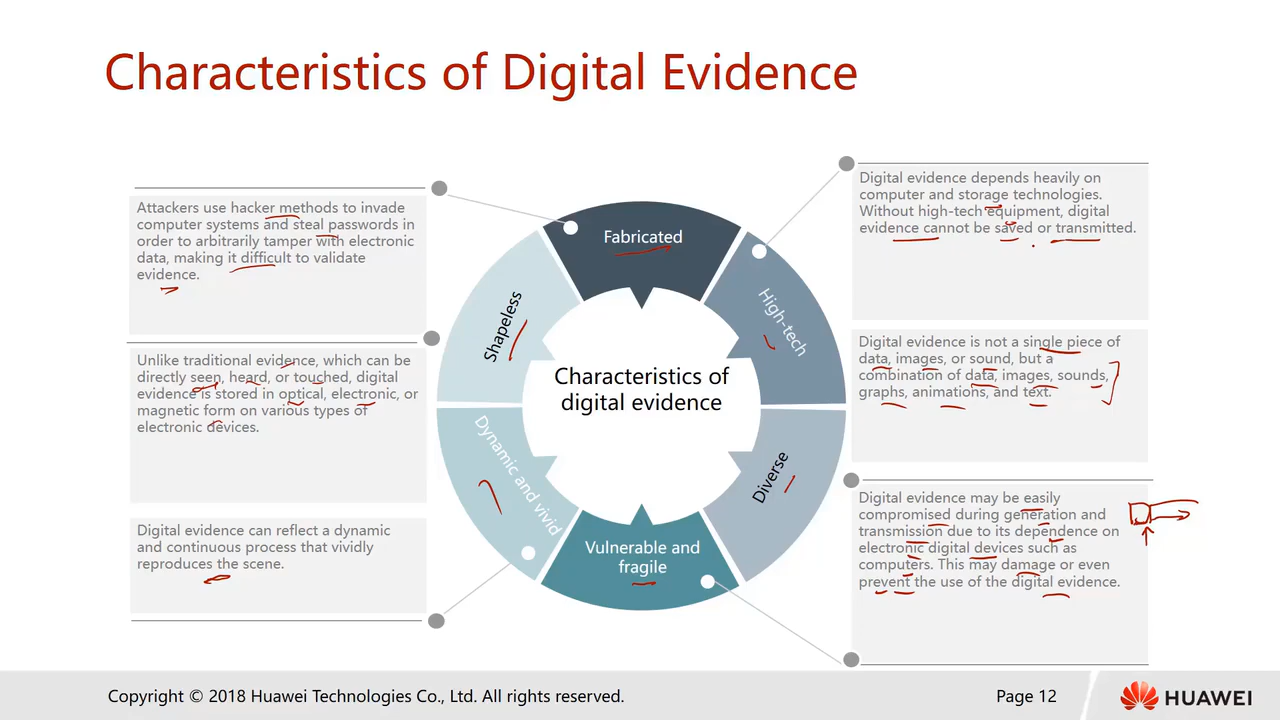 Characteristics of Digital Evidence
Attackers use hacker methods to invade
computer systems and steal passwords in
order to arbitrarily tamper with electronic
data, making it difficult to validate
evidence.
Unlike traditional evidence, which can be
directly seen, heard, or touched, digital
evidence is stored in optical, electronic, or
magnetic form on various types of
electronic devices.
Digital evidence can reflect a dynamic
and continuous process that vividly
reproduces the scene.
Fabricated
High-tech
Diverse
Vulnerable and
fragile
Dynamic and vivid
Shapeless
Characteristics of
digital evidence
Digital evidence depends heavily on
computer and storage technologies.
Without high-tech equipment, digital
evidence cannot be saved or transmitted.
Digital evidence is not a single piece of
data, images, or sound, but a
combination of data, images, sounds,
graphs, animations, and text.
Digital evidence may be easily
compromised during generation and
transmission due to its dependence on
electronic digital devices such as
computers. This may damage or even
prevent the use of the digital evidence.
Copyright © 2018 Huawei Technologies Co., Ltd. All rights reserved.
Page 12
HUAWEI